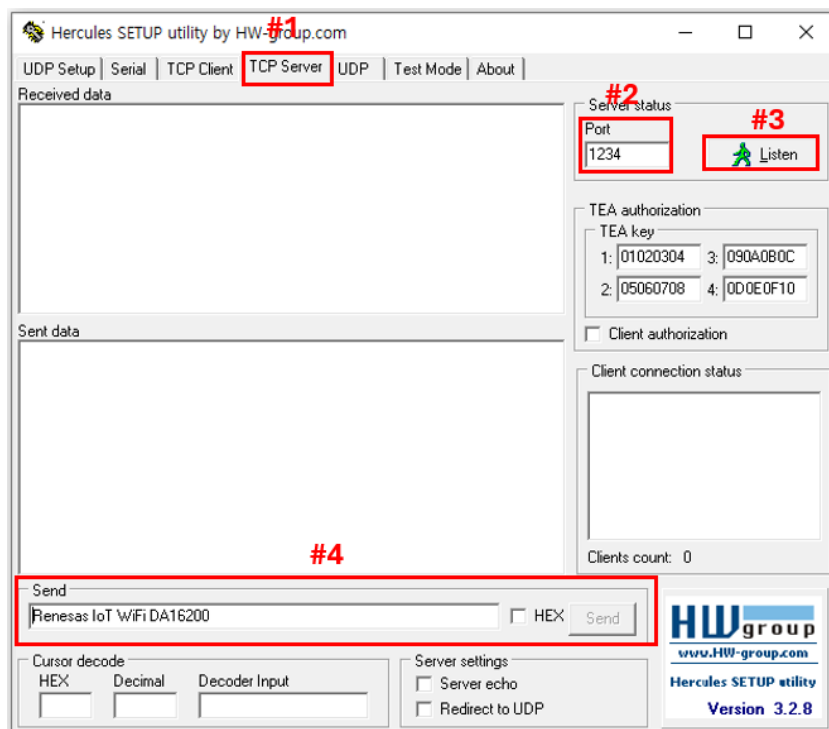 #1
Hercules SETUP utility by HW-group.com
UDP Setup Serial TCP Client TCP Server UDP Test Mode About
Received data
#2
Server status
#3
Port
1234
Listen
TEA authorization
TEA key
1: 01020304 3: 090A0B0C
2: 05060708 4: 0D0E0F10
Client authorization
Sent data
Client connection status
Clients count: 0
#4
Send
Renesas IoT WiFi DA16200
HEX
Send
HW group
www.HW-group.com
Hercules SETUP utility
Version 3.2.8
Cursor decode
HEX Decimal Decoder Input
Server settings
Server echo
Redirect to UDP